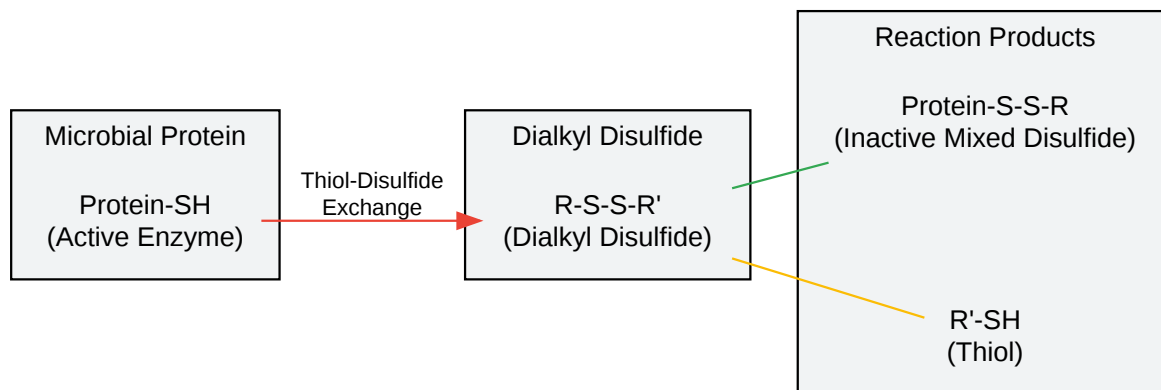 Microbial Protein
Protein-SH
(Active Enzyme)
Thiol-Disulfide
Exchange
Dialkyl Disulfide
R-S-S-R'
(Dialkyl Disulfide)
Reaction Products
Protein-S-S-R
(Inactive Mixed Disulfide)
R'-SH
(Thiol)